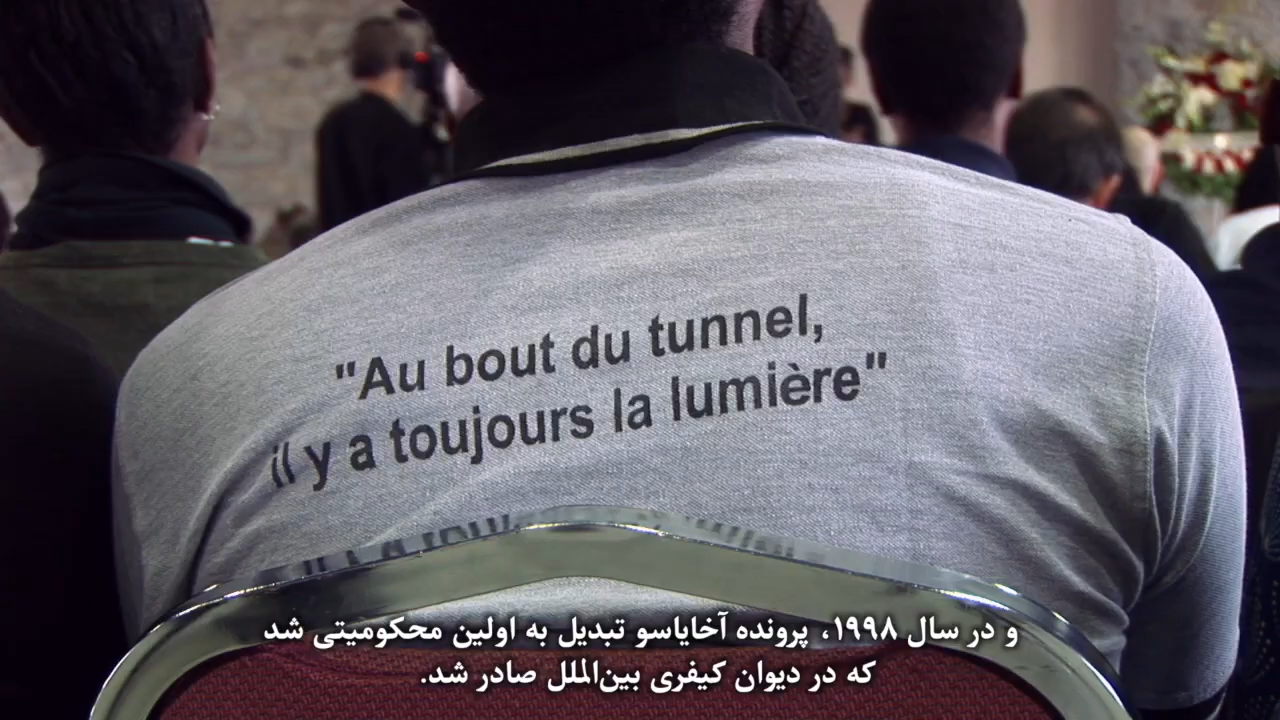 "Au bout du tunnel,
il y a toujours la lumière"
و در سال ۱۹۹۸، پرونده آخایاسو تبدیل به اولین محکومیتی شد
که در دیوان کیفری بین‌الملل صادر شد.